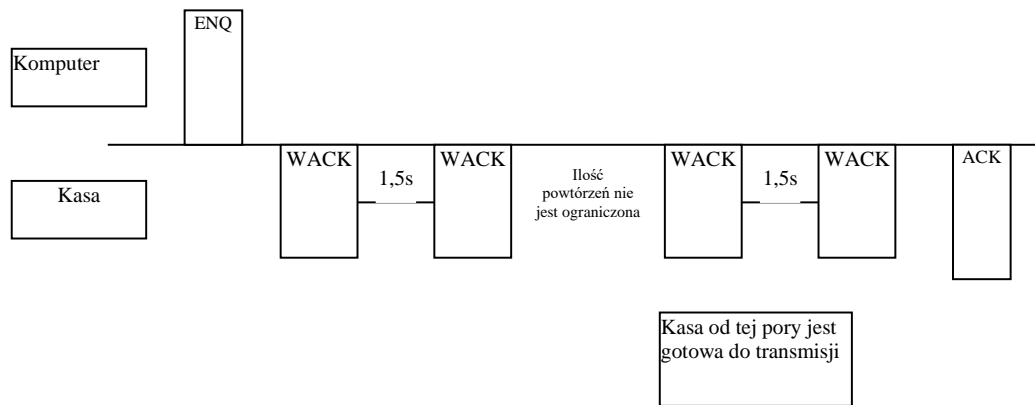 ENQ
Komputer
WACK
1,5s
WACK
Ilość
powtórzeń nie
jest ograniczona
WACK
1,5s
WACK
ACK
Kasa
Kasa od tej pory jest
gotowa do transmisji